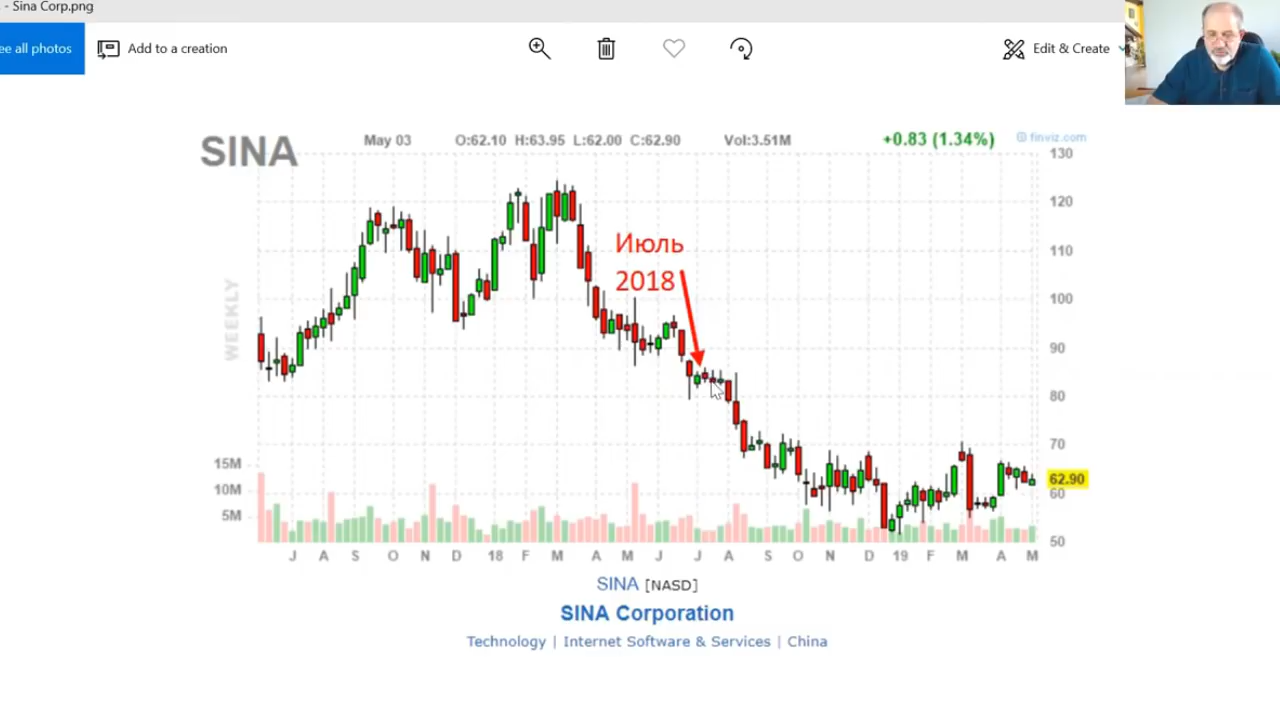 - Sina Corp.png
ee all photos
Add to a creation
Edit & Create
SINA
May 03 O:62.10 H:63.95 L:62.00 C:62.90 Vol:3.51M +0.83 (1.34%) © finviz.com
130
120
110
100
90
80
70
62.90
60
50
Июль
2018
WEEKLY
15M
10M
5M
J A S O N D 18 F M A M J J A S O N D 19 F M A M
SINA [NASD]
SINA Corporation
Technology | Internet Software & Services | China